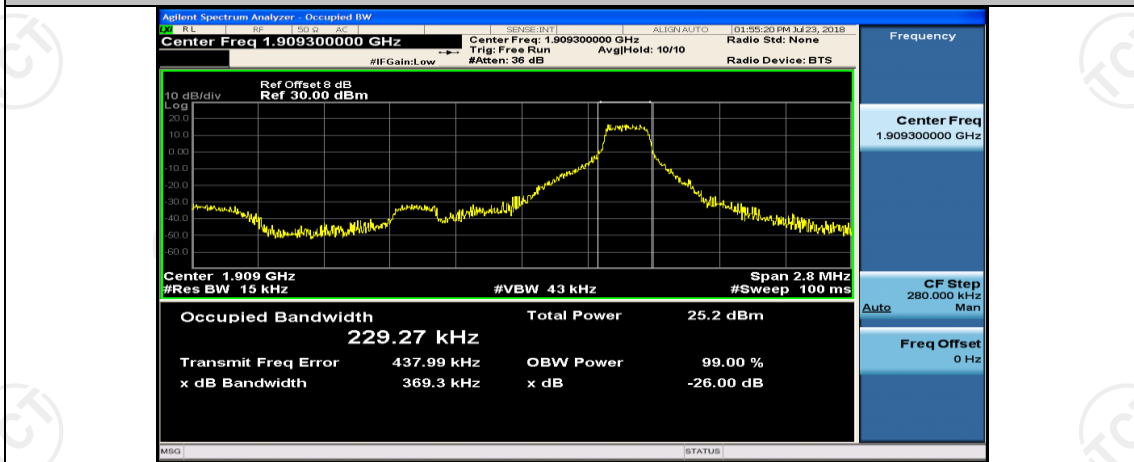 Agilent Spectrum Analyzer - Occupied BW
LXI RL RF 50 Ω AC SENSE:INT ALIGN AUTO 01:55:20 PM Jul 23, 2018
Center Freq 1.909300000 GHz Center Freq: 1.909300000 GHz Radio Std: None
Trig: Free Run Avg|Hold: 10/10
#IFGain:Low #Atten: 36 dB Radio Device: BTS
Ref Offset 8 dB
10 dB/div Ref 30.00 dBm
Log
20.0
10.0
0.00
-10.0
-20.0
-30.0
-40.0
-50.0
-60.0
Center 1.909 GHz Span 2.8 MHz
#Res BW 15 kHz #VBW 43 kHz #Sweep 100 ms
Occupied Bandwidth Total Power 25.2 dBm
229.27 kHz
Transmit Freq Error 437.99 kHz OBW Power 99.00 %
x dB Bandwidth 369.3 kHz x dB -26.00 dB
MSG STATUS
Frequency
Center Freq
1.909300000 GHz
CF Step
280.000 kHz
Auto Man
Freq Offset
0 Hz
TCT
TCT
TCT
TCT